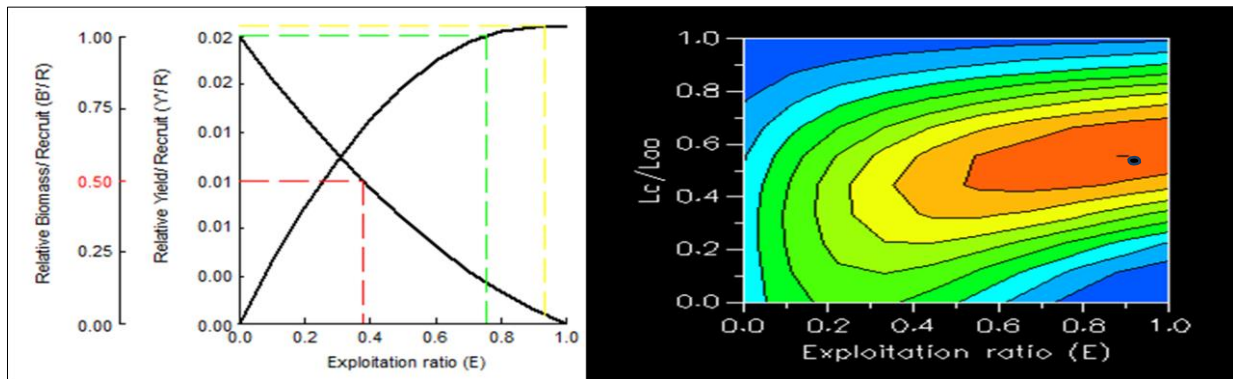 Relative Biomass/ Recruit (B'/ R)
1.00
0.75
0.50
0.25
0.00
Relative Yield/ Recruit (Y'/ R)
0.02
0.02
0.01
0.01
0.01
0.00
0.00
0.0 0.2 0.4 0.6 0.8 1.0
Exploitation ratio (E)
Lc/Loo
1.0
0.8
0.6
0.4
0.2
0.0
0.0 0.2 0.4 0.6 0.8 1.0
Exploitation ratio (E)